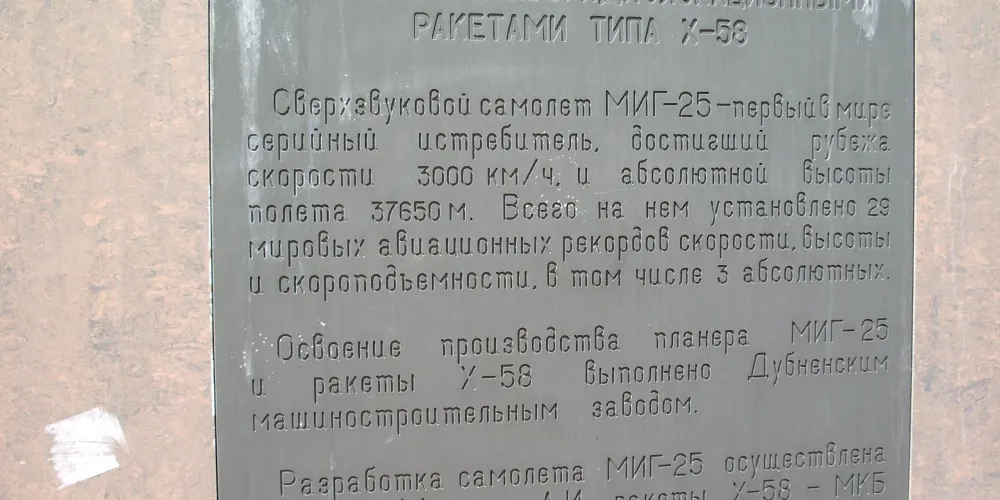 РАКЕТАМИ ТИПА Х-58
Сверхзвуковой самолет МИГ-25-первый в мире
серийный истребитель, достигший рубежа
скорости 3000 км/ч, и абсолютной высоты
полета 37650 м. Всего на нем установлено 29
мировых авиационных рекордов скорости, высоты
и скороподъемности, в том числе 3 абсолютных.
Освоение производства планера МИГ-25
и ракеты Х-58 выполнено Дубненским
машиностроительным заводом.
Разработка самолета МИГ-25 осуществлена
А.И. ракеты Х-58 - МКБ